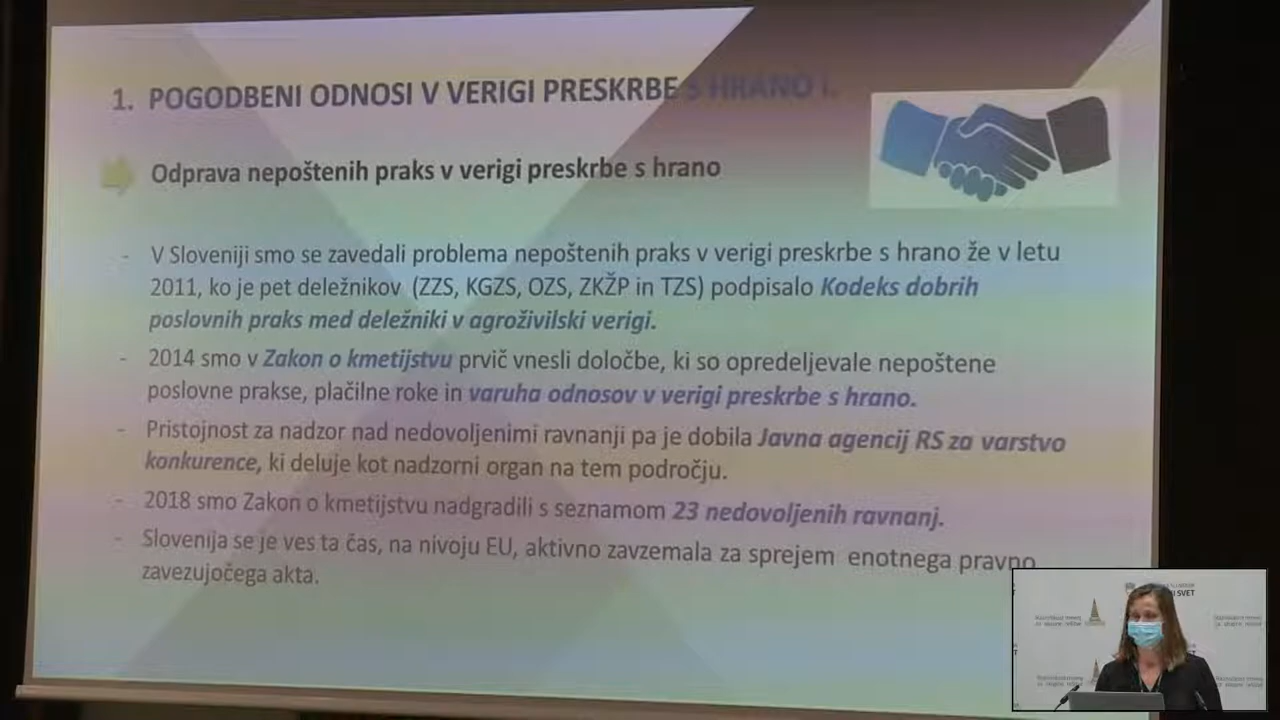 1. POGODBENI ODNOSI V VERIGI PRESKRBE S HRANO I.
Odprava nepoštenih praks v verigi preskrbe s hrano
- V Sloveniji smo se zavedali problema nepoštenih praks v verigi preskrbe s hrano že v letu
2011, ko je pet deležnikov (ZZS, KGZS, OZS, ZKŽP in TZS) podpisalo Kodeks dobrih
poslovnih praks med deležniki v agroživilski verigi.
- 2014 smo v Zakon o kmetijstvu prvič vnesli določbe, ki so opredeljevale nepoštene
poslovne prakse, plačilne roke in varuha odnosov v verigi preskrbe s hrano.
- Pristojnost za nadzor nad nedovoljenimi ravnanji pa je dobila Javna agencij RS za varstvo
konkurence, ki deluje kot nadzorni organ na tem področju.
- 2018 smo Zakon o kmetijstvu nadgradili s seznamom 23 nedovoljenih ravnanj.
- Slovenija se je ves ta čas, na nivoju EU, aktivno zavzemala za sprejem enotnega pravno
zavezujočega akta.
SVET